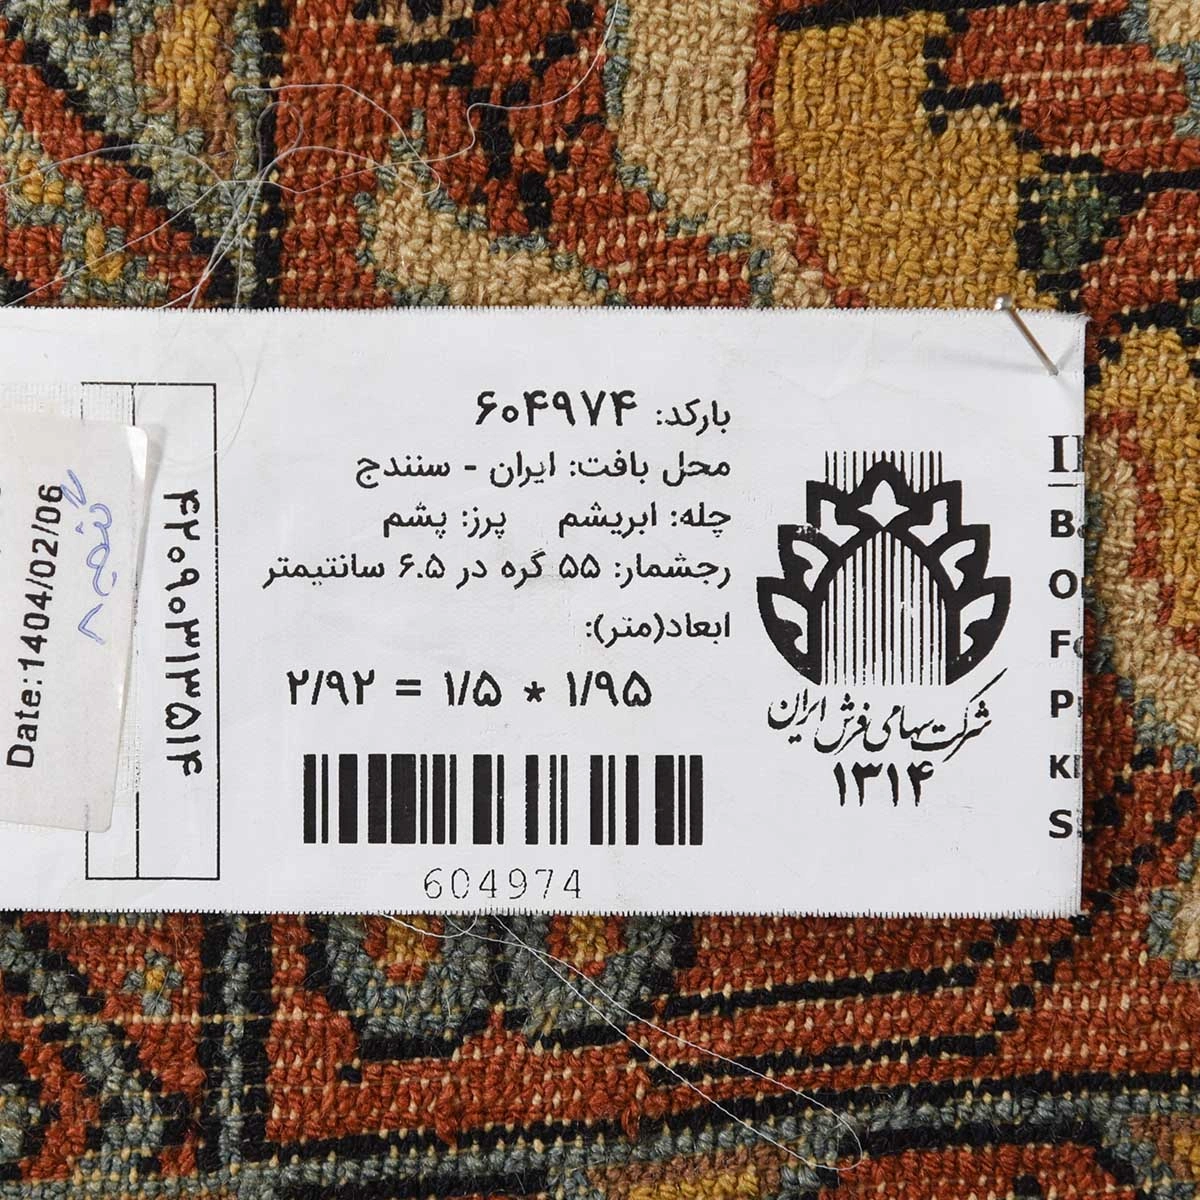 بارکد: ۶۰۴۹۷۴
محل بافت: ایران - سنندج
چله: ابریشم پرز: پشم
رجشمار: ۵۵ گره در ۶.۵ سانتیمتر
ابعاد(متر):
۱/۹۵ * ۱/۵ = ۲/۹۲
604974
شرکت سهامی فرش ایران
۱۳۱۴
۴۲۰۹۰۳۱۳۵۱۴
Date:1404/02/06